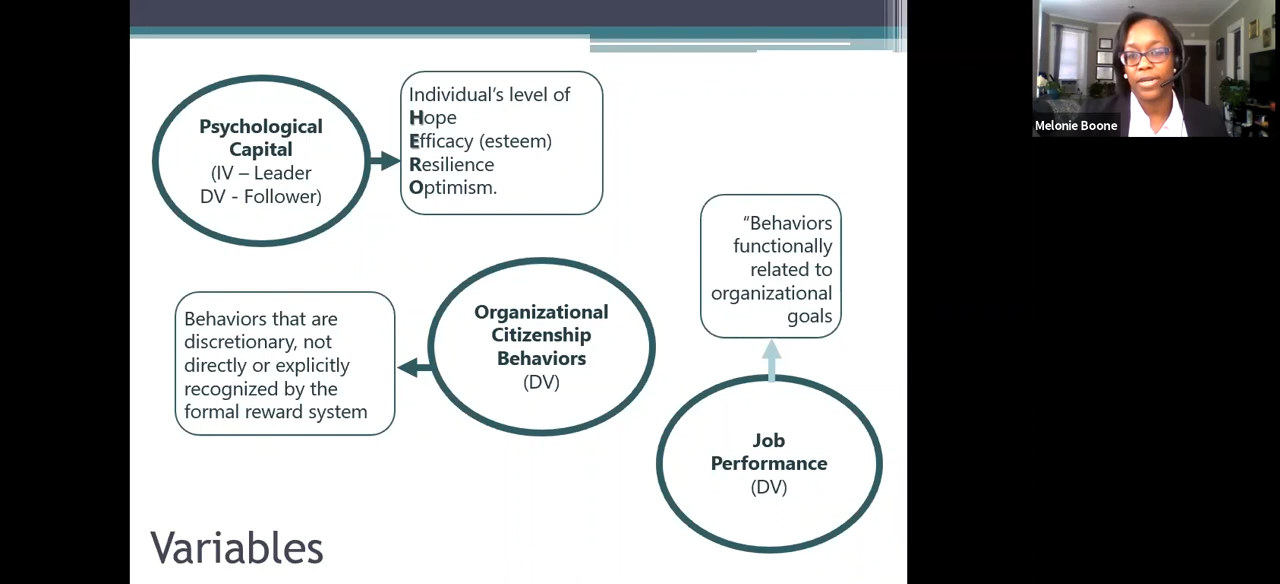 Psychological
Capital
(IV – Leader
DV - Follower)
Individual's level of
Hope
Efficacy (esteem)
Resilience
Optimism.
Melonie Boone
"Behaviors
functionally
related to
organizational
goals
Behaviors that are
discretionary, not
directly or explicitly
recognized by the
formal reward system
Organizational
Citizenship
Behaviors
(DV)
Job
Performance
(DV)
Variables